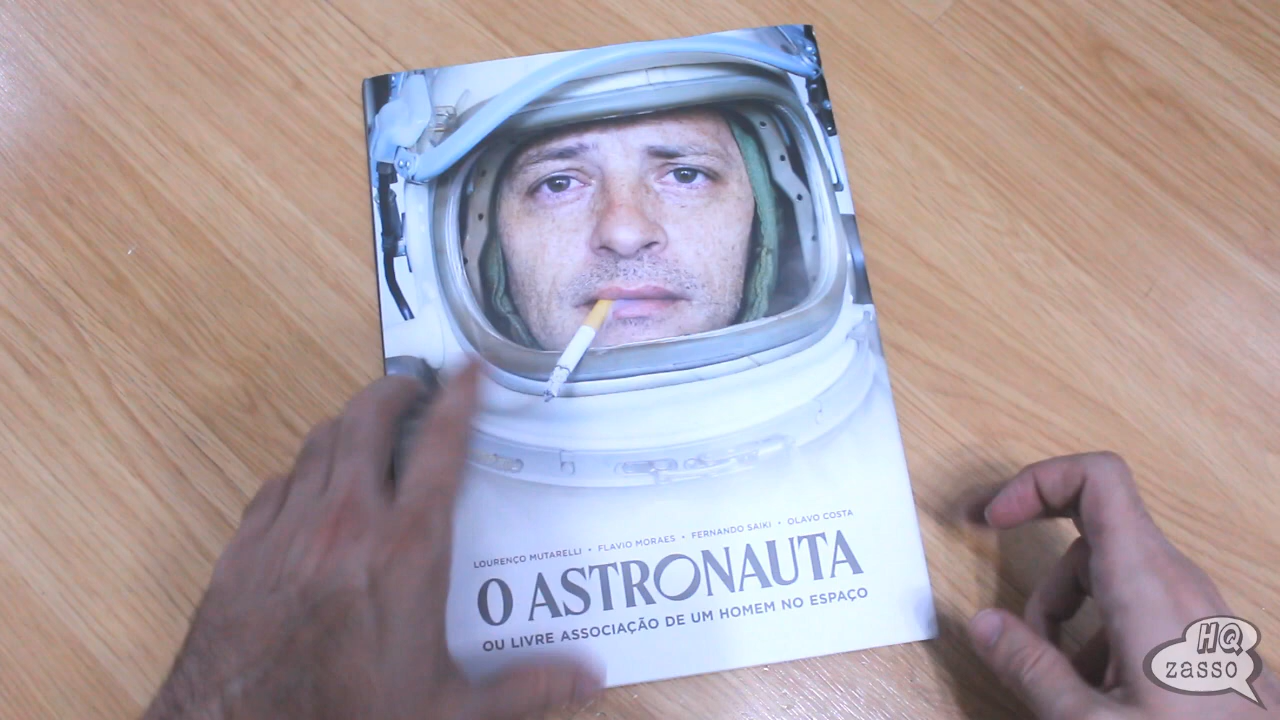 LOURENÇO MUTARELLI • FLAVIO MORAES • FERNANDO SAIKI • OLAVO COSTA
O ASTRONAUTA
OU LIVRE ASSOCIAÇÃO DE UM HOMEM NO ESPAÇO
HQ
zasso